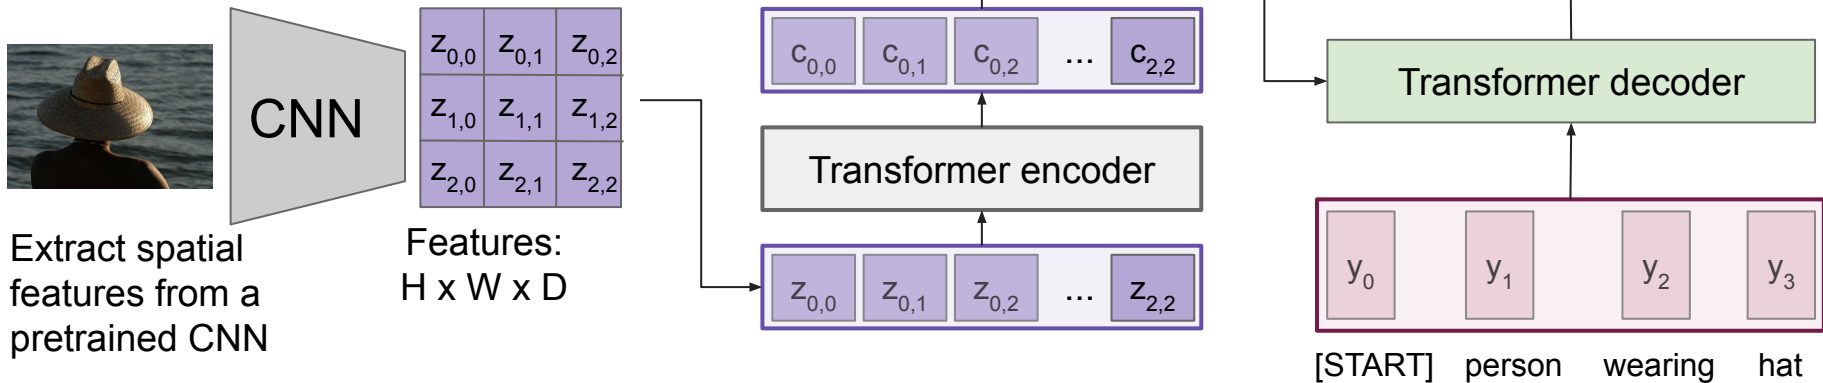 CNN
Extract spatial
features from a
pretrained CNN
z0,0 z0,1 z0,2
z1,0 z1,1 z1,2
z2,0 z2,1 z2,2
Features:
H x W x D
c0,0 c0,1 c0,2 ... c2,2
Transformer encoder
z0,0 z0,1 z0,2 ... z2,2
Transformer decoder
y0 y1 y2 y3
[START] person wearing hat